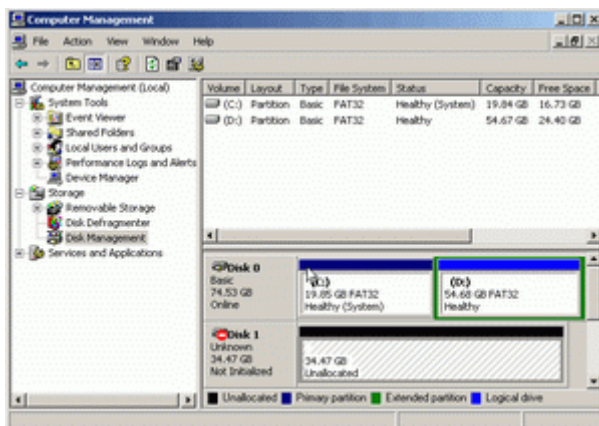 Computer Management
File Action View Window Help
Computer Management (Local)
System Tools
Event Viewer
Shared Folders
Local Users and Groups
Performance Logs and Alerts
Device Manager
Storage
Removable Storage
Disk Defragmenter
Disk Management
Services and Applications
Volume Layout Type File System Status Capacity Free Space
(C:) Partition Basic FAT32 Healthy (System) 19.84 GB 16.73 GB
(D:) Partition Basic FAT32 Healthy 54.67 GB 24.40 GB
Disk 0
Basic
74.53 GB
Online
(C:)
19.85 GB FAT32
Healthy (System)
(D:)
54.68 GB FAT32
Healthy
Disk 1
Unknown
34.47 GB
Not Initialized
34.47 GB
Unallocated
Unallocated Primary partition Extended partition Logical drive